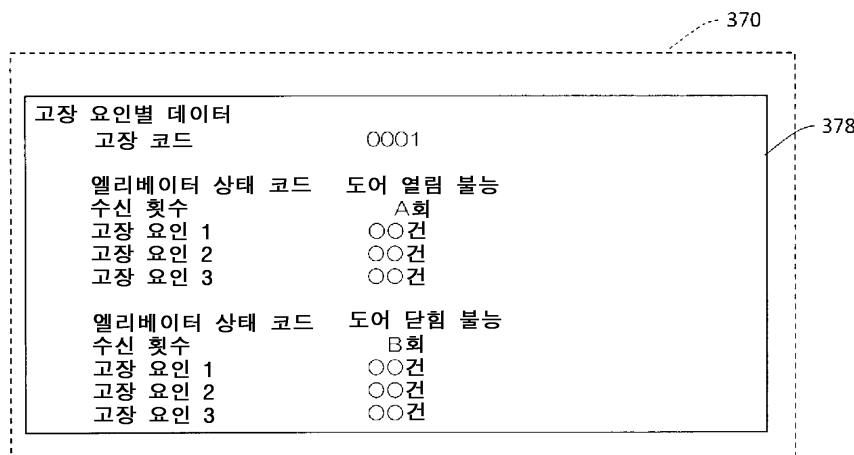 370
378
고장 요인별 데이터
고장 코드 0001
엘리베이터 상태 코드 도어 열림 불능
수신 횟수 A회
고장 요인 1 ○○건
고장 요인 2 ○○건
고장 요인 3 ○○건
엘리베이터 상태 코드 도어 닫힘 불능
수신 횟수 B회
고장 요인 1 ○○건
고장 요인 2 ○○건
고장 요인 3 ○○건